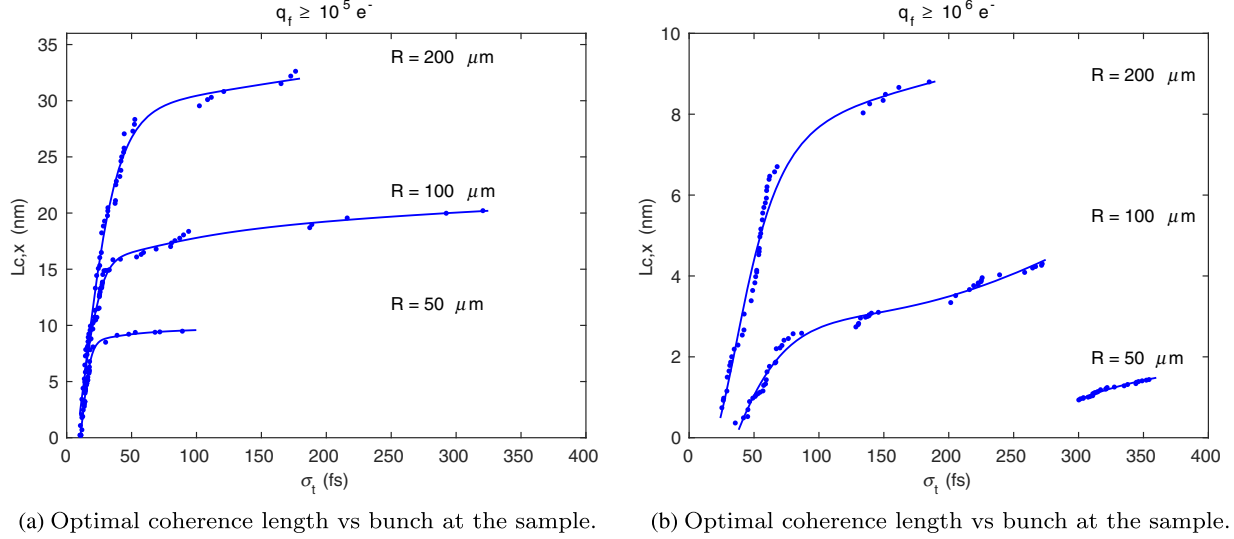 q_f ≥ 10^5 e^-
Lc,x (nm)
35
30
25
20
15
10
5
0
R = 200 μm
R = 100 μm
R = 50 μm
0 50 100 150 200 250 300 350 400
σ_t (fs)
(a) Optimal coherence length vs bunch at the sample.
q_f ≥ 10^6 e^-
Lc,x (nm)
10
8
6
4
2
0
R = 200 μm
R = 100 μm
R = 50 μm
0 50 100 150 200 250 300 350 400
σ_t (fs)
(b) Optimal coherence length vs bunch at the sample.